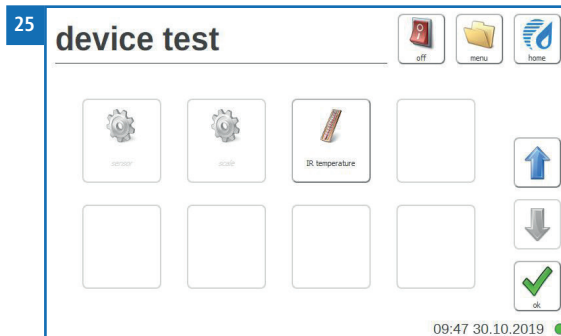 25
device test
off
menu
home
sensor
scale
IR temperature
ok
09:47 30.10.2019